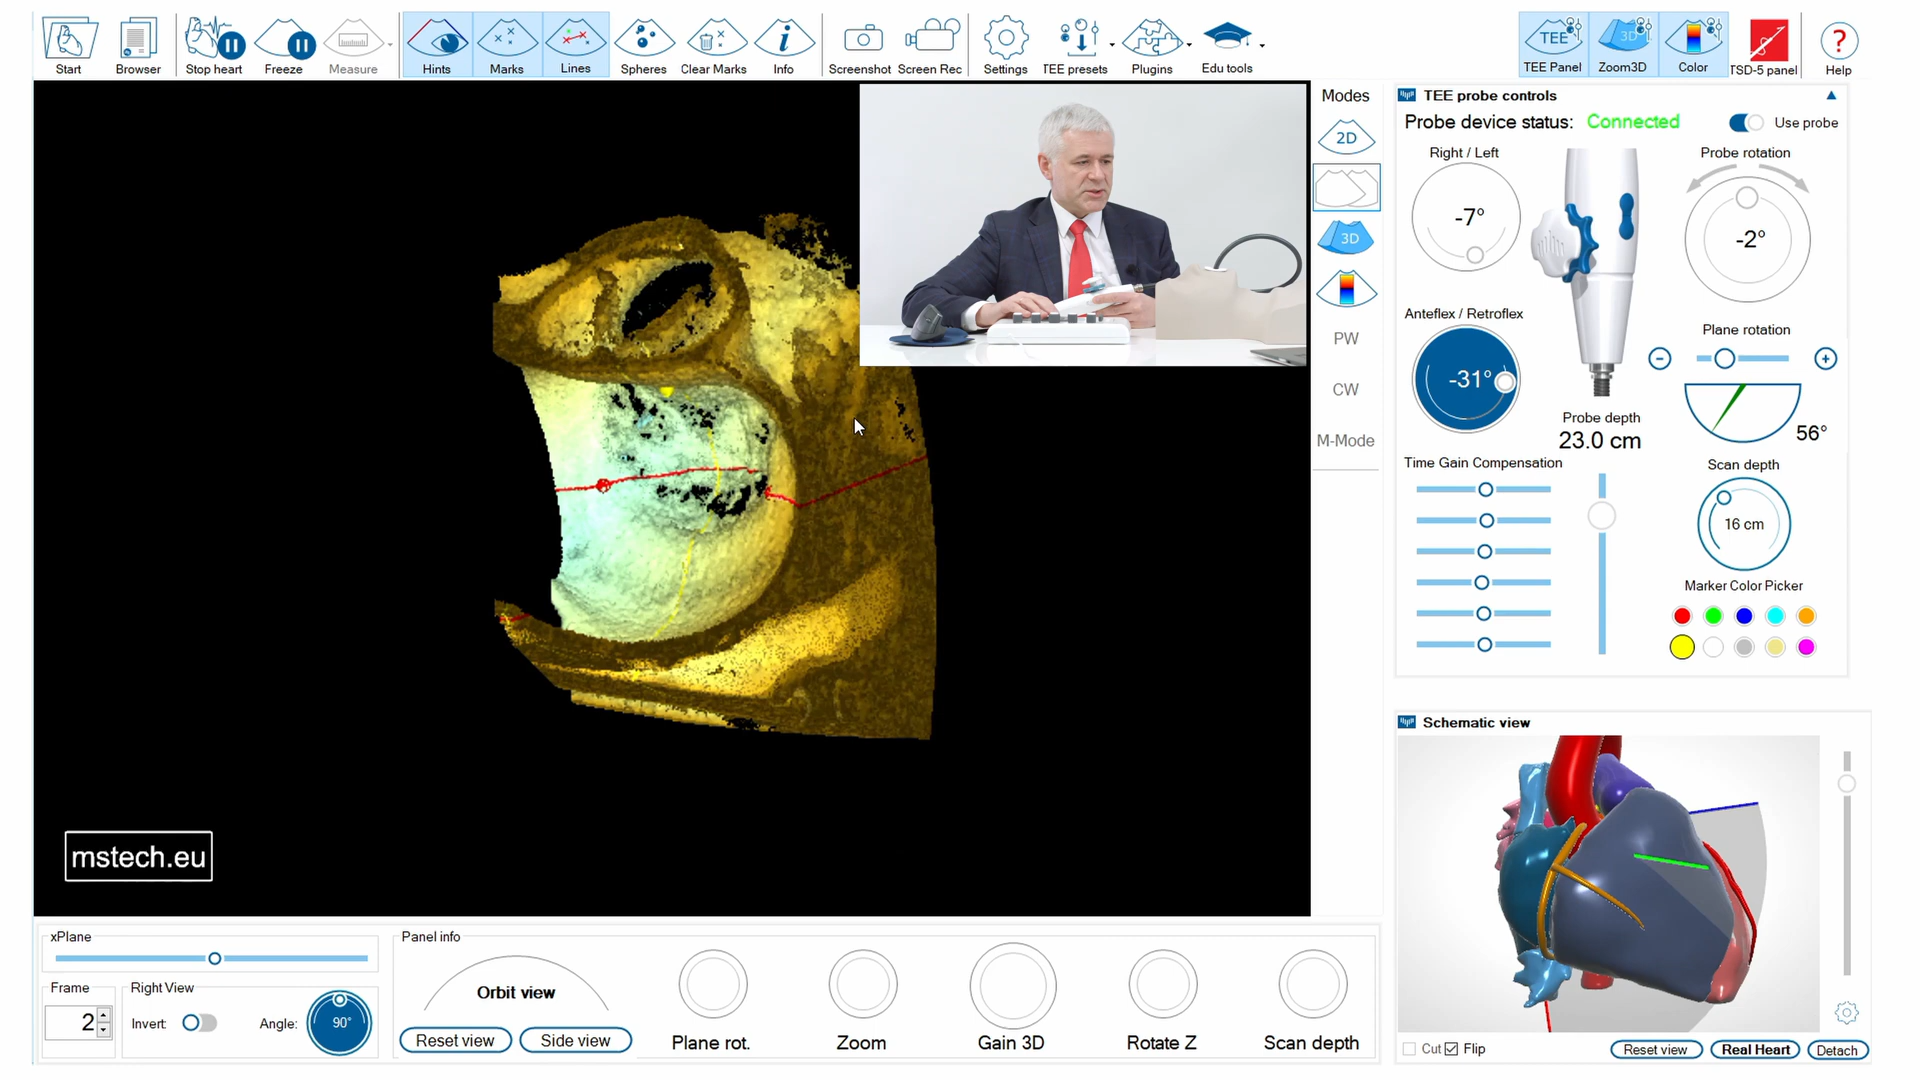 Start
Browser
Stop heart
Freeze
Measure
Hints
Marks
Lines
Spheres
Clear Marks
Info
Screenshot
Screen Rec
Settings
TEE presets
Plugins
Edu tools
TEE
TEE Panel
3D
Zoom3D
Color
TSD-5 panel
?
Help
Modes
2D
3D
PW
CW
M-Mode
TEE probe controls
Probe device status: Connected
Use probe
Right / Left
-7°
Probe rotation
-2°
Anteflex / Retroflex
-31°
Plane rotation
56°
Probe depth
23.0 cm
Time Gain Compensation
Scan depth
16 cm
Marker Color Picker
Schematic view
Cut
Flip
Reset view
Real Heart
Detach
mstech.eu
xPlane
Frame
2
Right View
Invert:
Angle:
90°
Panel info
Orbit view
Reset view
Side view
Plane rot.
Zoom
Gain 3D
Rotate Z
Scan depth